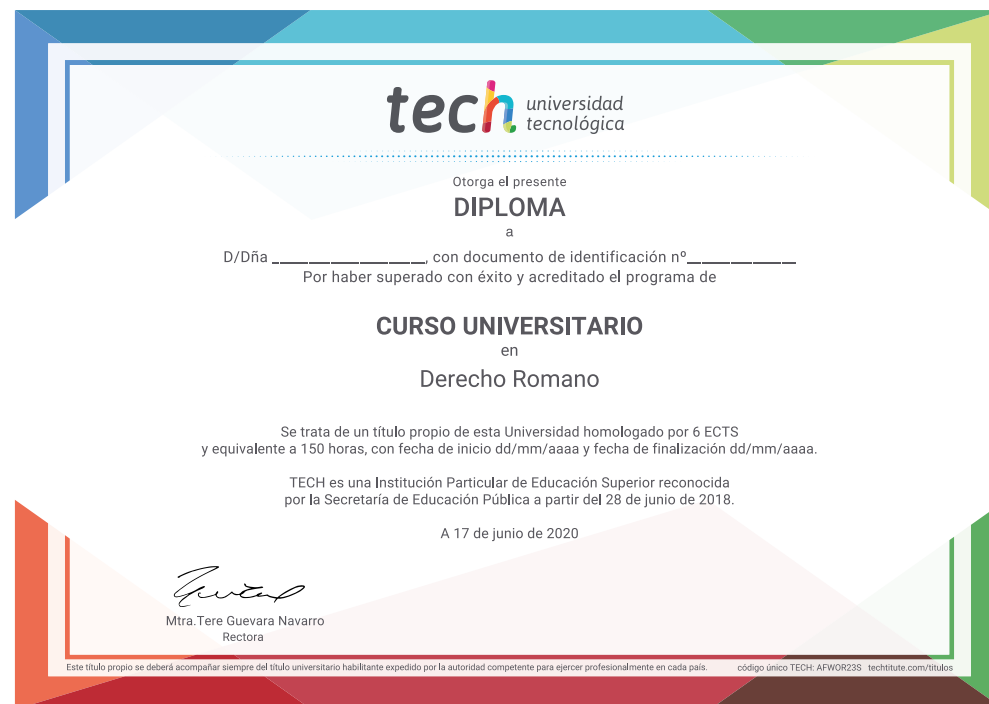 tech universidad
tecnológica
Otorga el presente
DIPLOMA
a
D/Dña ____________________, con documento de identificación nº______________
Por haber superado con éxito y acreditado el programa de
CURSO UNIVERSITARIO
en
Derecho Romano
Se trata de un título propio de esta Universidad homologado por 6 ECTS
y equivalente a 150 horas, con fecha de inicio dd/mm/aaaa y fecha de finalización dd/mm/aaaa.
TECH es una Institución Particular de Educación Superior reconocida
por la Secretaría de Educación Pública a partir del 28 de junio de 2018.
A 17 de junio de 2020
Mtra.Tere Guevara Navarro
Rectora
Este título propio se deberá acompañar siempre del título universitario habilitante expedido por la autoridad competente para ejercer profesionalmente en cada país. código único TECH: AFWOR23S techtitute.com/titulos